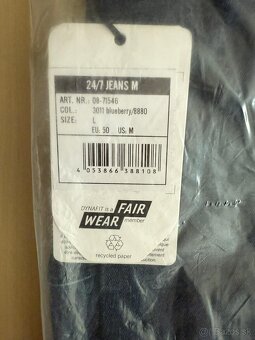 24/7 JEANS M
ART. NR.: 08-71546
COL.: 3011 blueberry/8880
SIZE: L
EU: 50 US: M
4 053866 388108
DYNAFIT is a
FAIR
WEAR
member
recycled paper